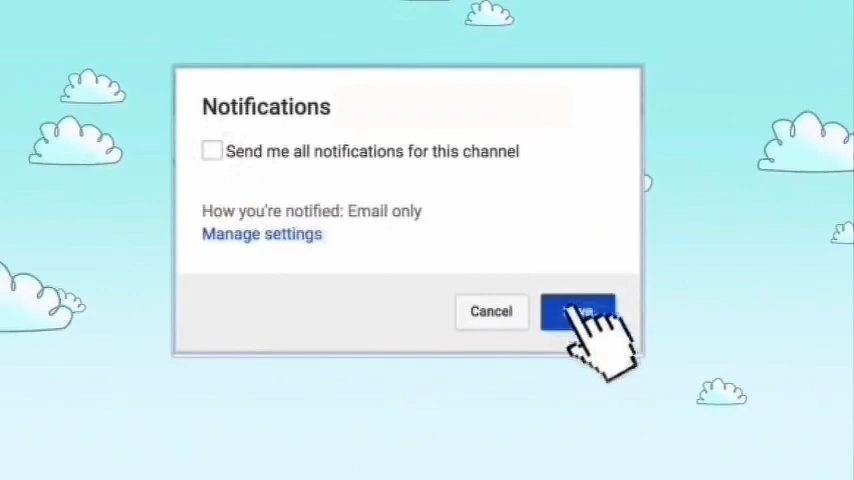 Notifications
Send me all notifications for this channel
How you're notified: Email only
Manage settings
Cancel